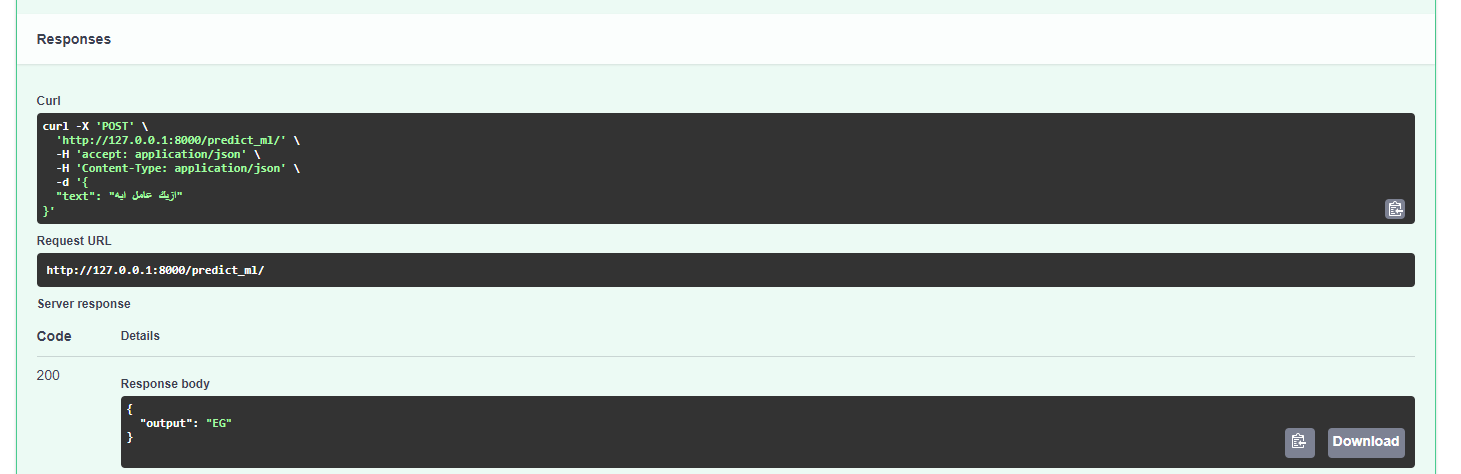 Responses
Curl
curl -X 'POST' \
'http://127.0.0.1:8000/predict_ml/' \
-H 'accept: application/json' \
-H 'Content-Type: application/json' \
-d '{
"text": "ازيك عامل ايه"
}'
Request URL
http://127.0.0.1:8000/predict_ml/
Server response
Code Details
200
Response body
{
"output": "EG"
}
Download